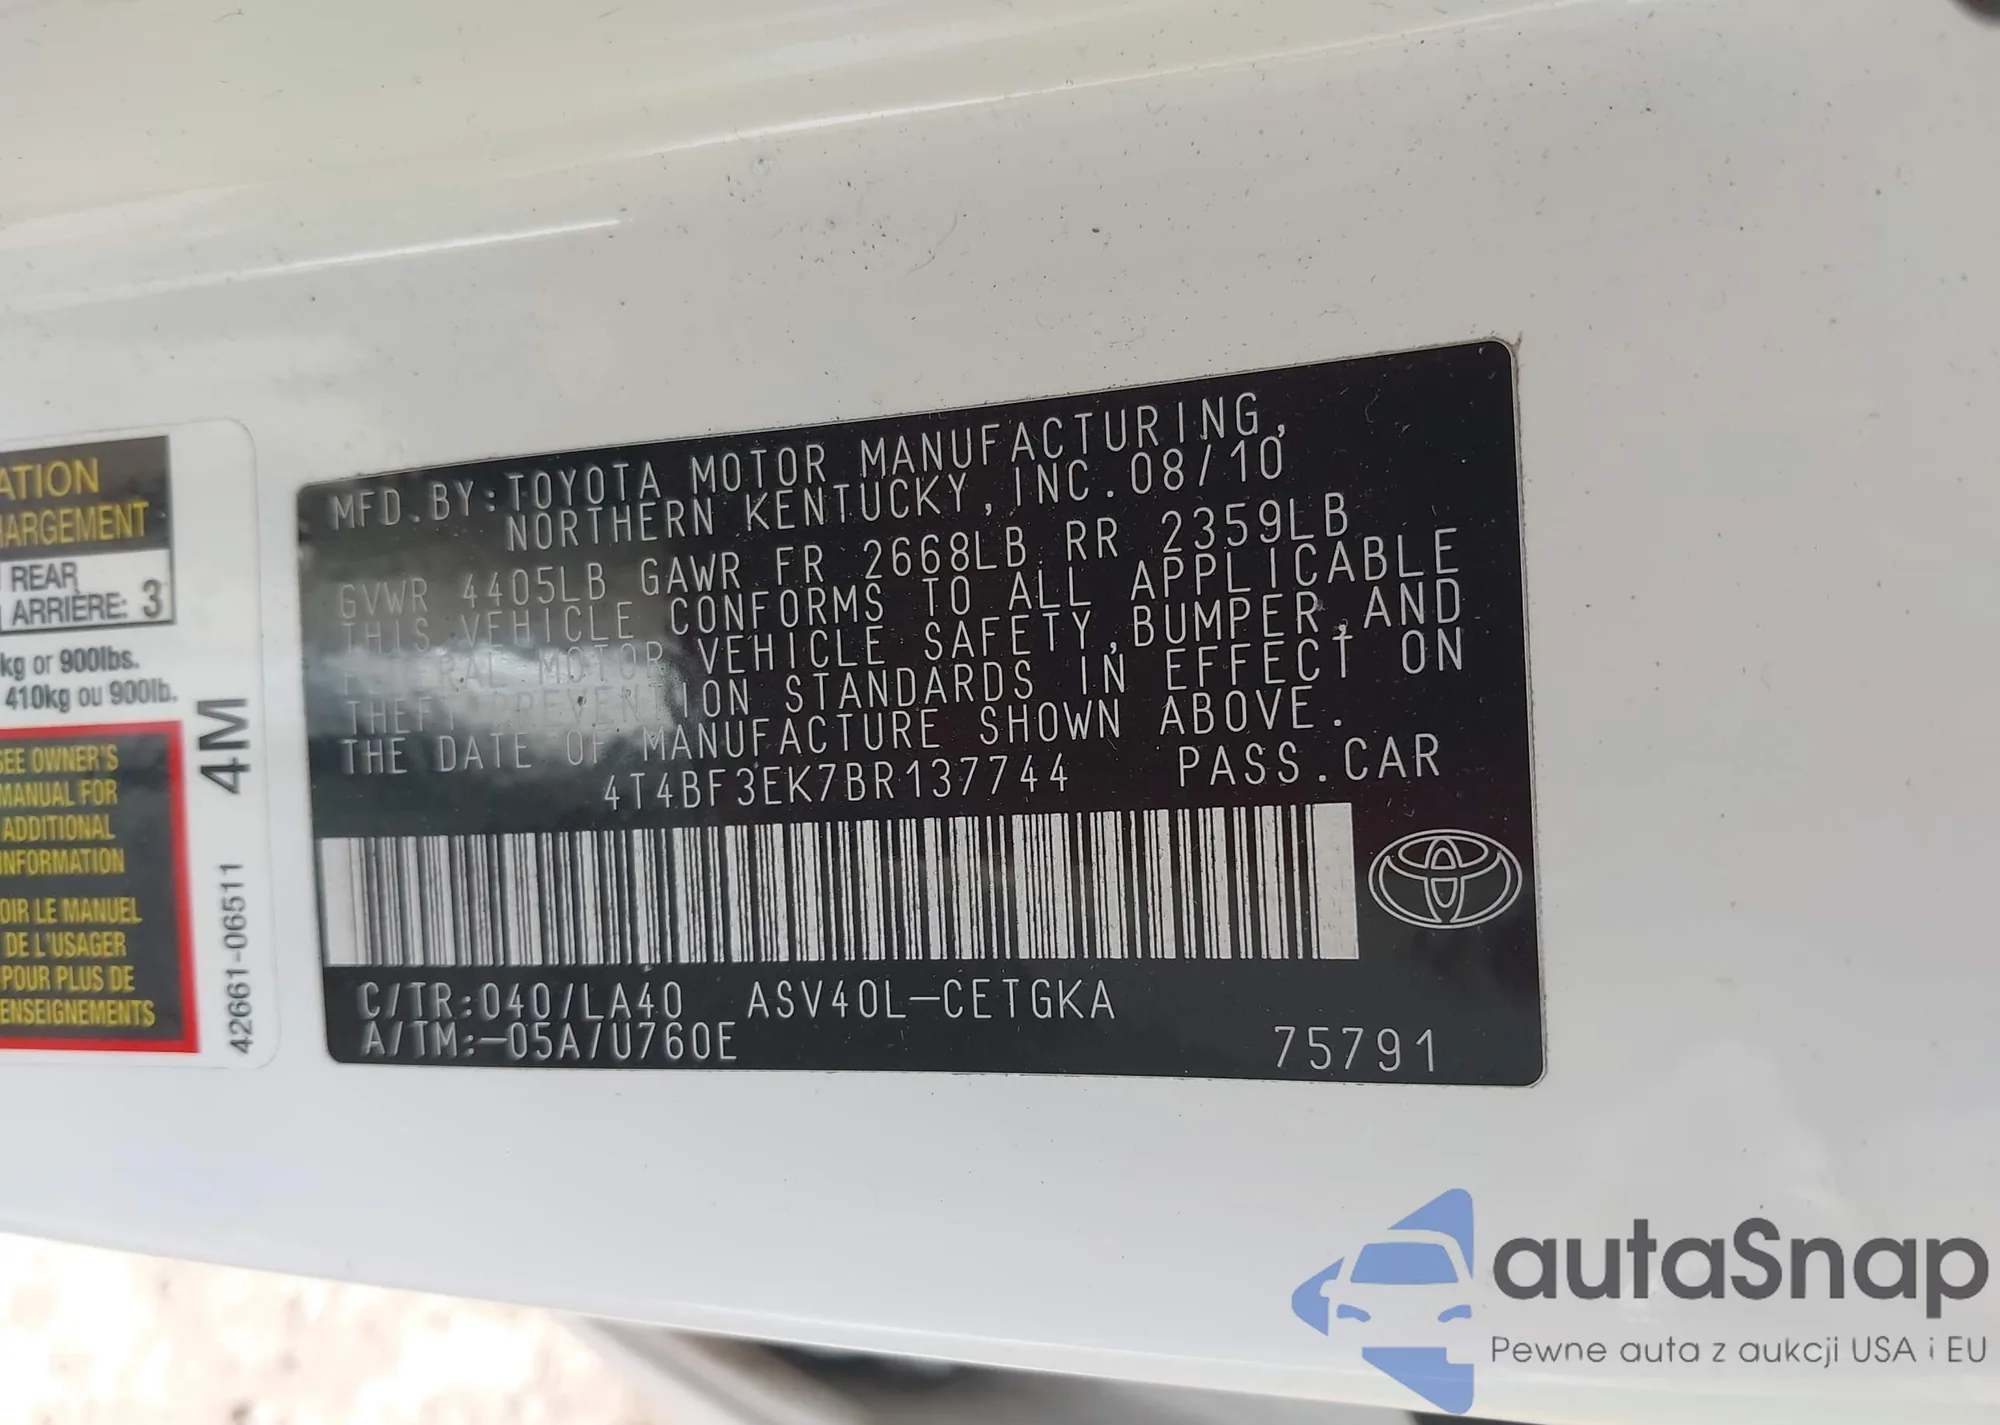 ATION
HARGEMENT
REAR
ARRIÈRE: 3
kg or 900lbs.
410kg ou 900lb.
SEE OWNER'S
MANUAL FOR
ADDITIONAL
INFORMATION
OIR LE MANUEL
DE L'USAGER
POUR PLUS DE
ENSEIGNEMENTS
4M
42661-06511
MFD.BY:TOYOTA MOTOR MANUFACTURING,
NORTHERN KENTUCKY,INC.08/10
GVWR 4405LB GAWR FR 2668LB RR 2359LB
THIS VEHICLE CONFORMS TO ALL APPLICABLE
FEDERAL MOTOR VEHICLE SAFETY,BUMPER,AND
THEFT PREVENTION STANDARDS IN EFFECT ON
THE DATE OF MANUFACTURE SHOWN ABOVE.
4T4BF3EK7BR137744 PASS.CAR
C/TR:040/LA40 ASV40L-CETGKA
A/TM:-05A/U760E
75791
autaSnap
Pewne auta z aukcji USA i EU